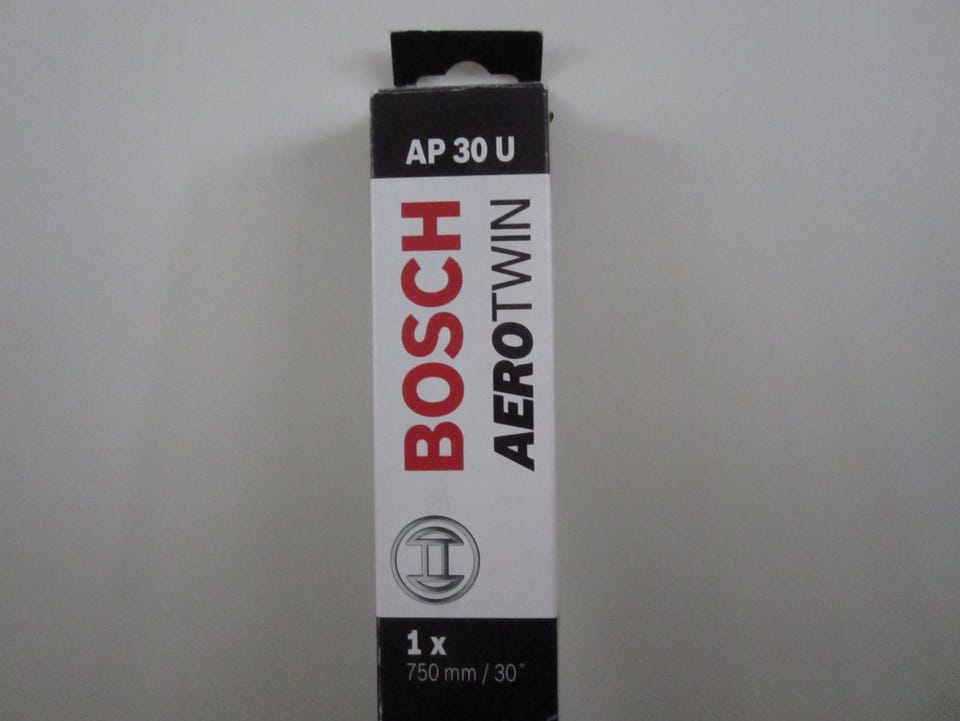 AP 30 U
BOSCH
AEROTWIN
1 x
750 mm / 30"